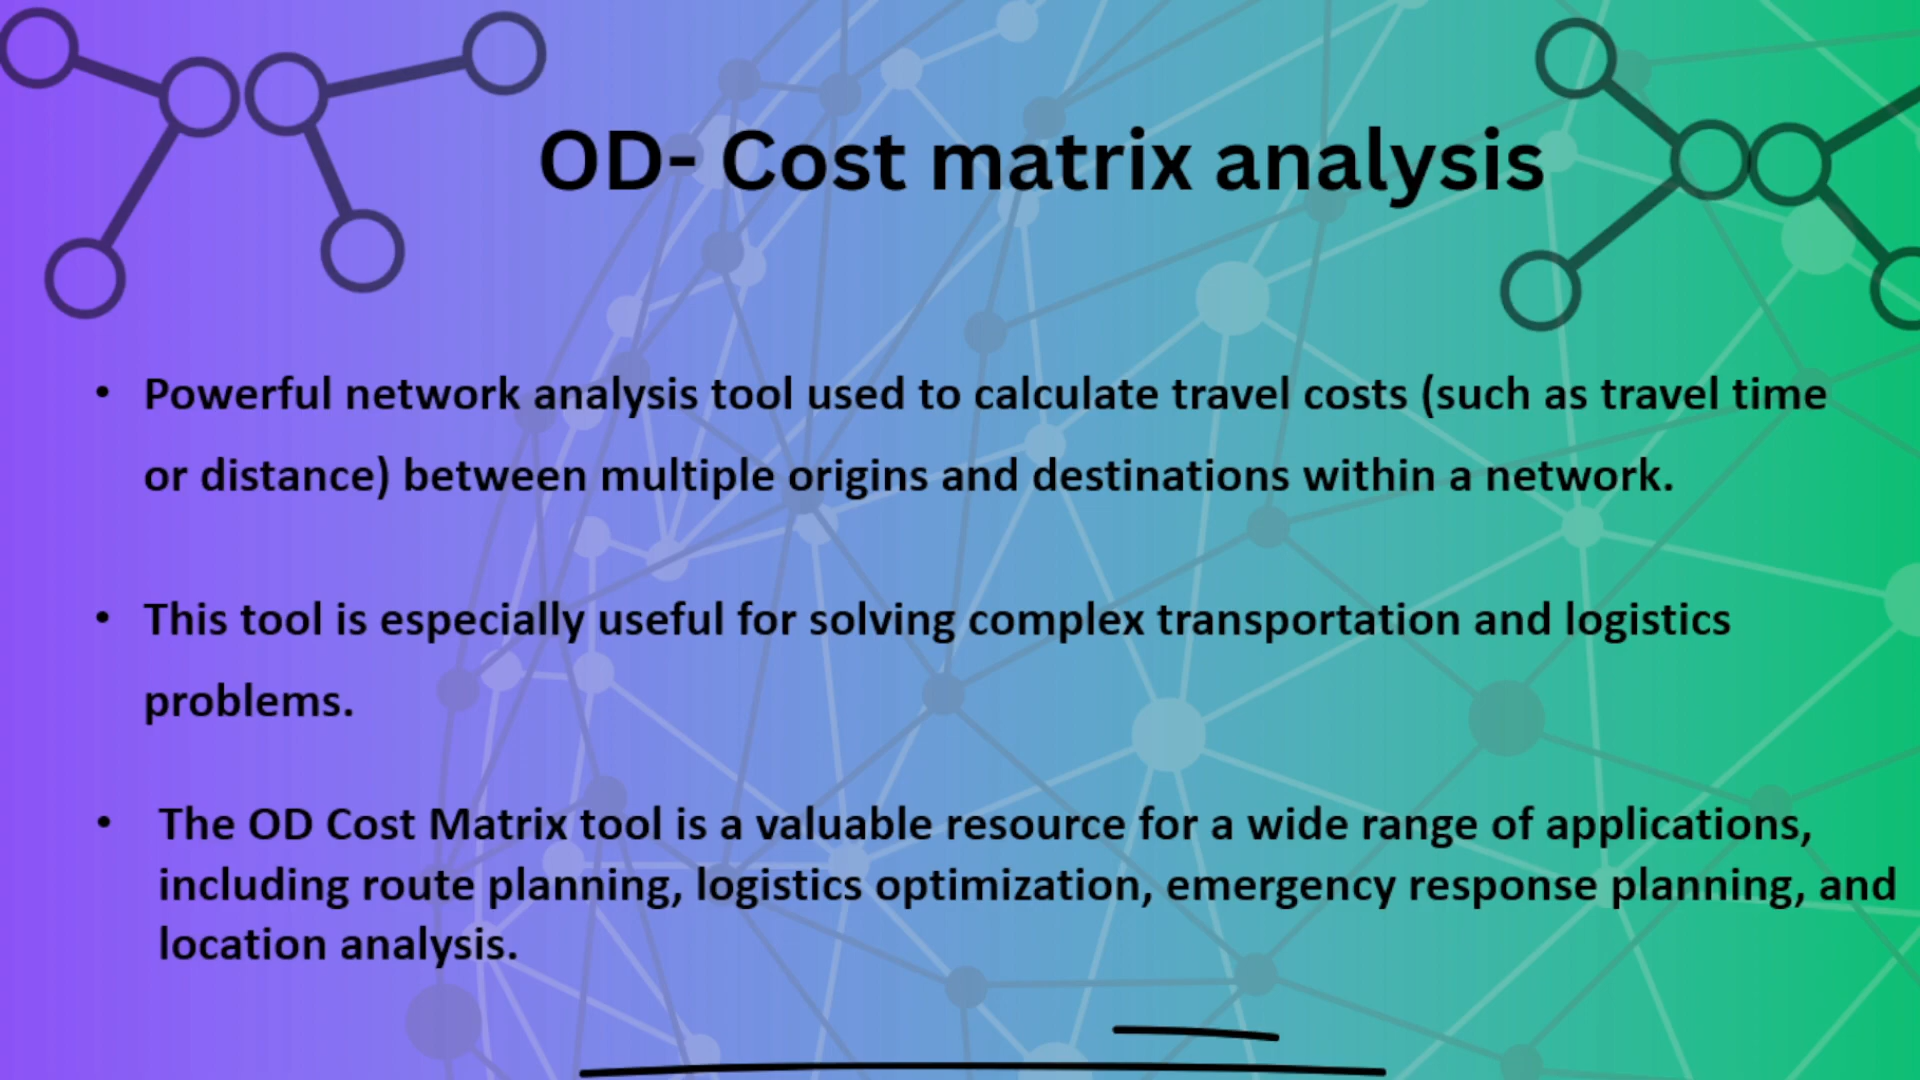 OD- Cost matrix analysis
• Powerful network analysis tool used to calculate travel costs (such as travel time
or distance) between multiple origins and destinations within a network.
• This tool is especially useful for solving complex transportation and logistics
problems.
• The OD Cost Matrix tool is a valuable resource for a wide range of applications,
including route planning, logistics optimization, emergency response planning, and
location analysis.